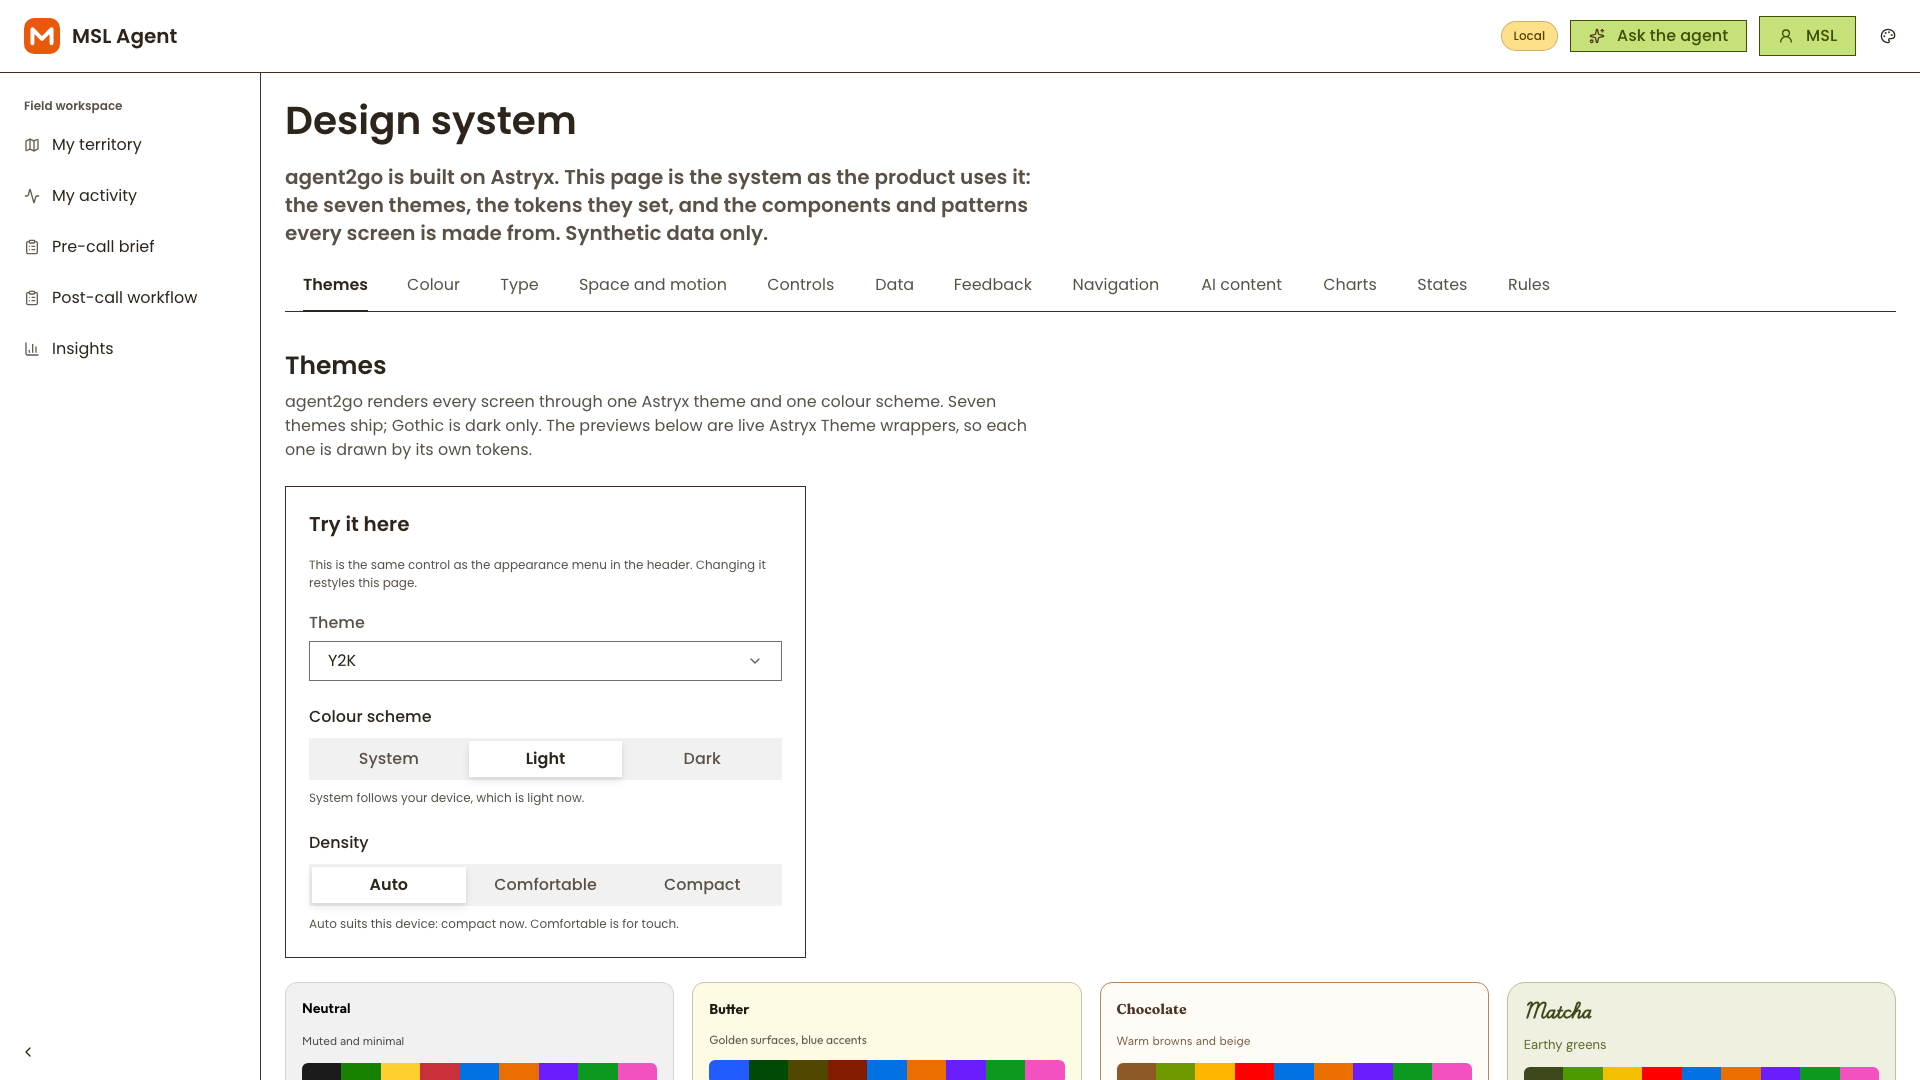 MSL Agent
Local
Ask the agent
MSL
Field workspace
My territory
My activity
Pre-call brief
Post-call workflow
Insights
Design system
agent2go is built on Astryx. This page is the system as the product uses it:
the seven themes, the tokens they set, and the components and patterns
every screen is made from. Synthetic data only.
Themes
Colour
Type
Space and motion
Controls
Data
Feedback
Navigation
AI content
Charts
States
Rules
Themes
agent2go renders every screen through one Astryx theme and one colour scheme. Seven
themes ship; Gothic is dark only. The previews below are live Astryx Theme wrappers, so each
one is drawn by its own tokens.
Try it here
This is the same control as the appearance menu in the header. Changing it
restyles this page.
Theme
Y2K
Colour scheme
System
Light
Dark
System follows your device, which is light now.
Density
Auto
Comfortable
Compact
Auto suits this device: compact now. Comfortable is for touch.
Neutral
Muted and minimal
Butter
Golden surfaces, blue accents
Chocolate
Warm browns and beige
Matcha
Earthy greens